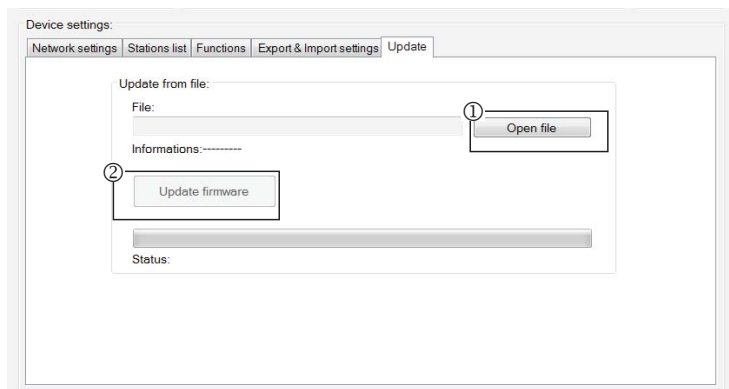 Device settings:
Network settings Stations list Functions Export & Import settings Update
Update from file:
File:
① Open file
Informations:---------
②
Update firmware
Status: